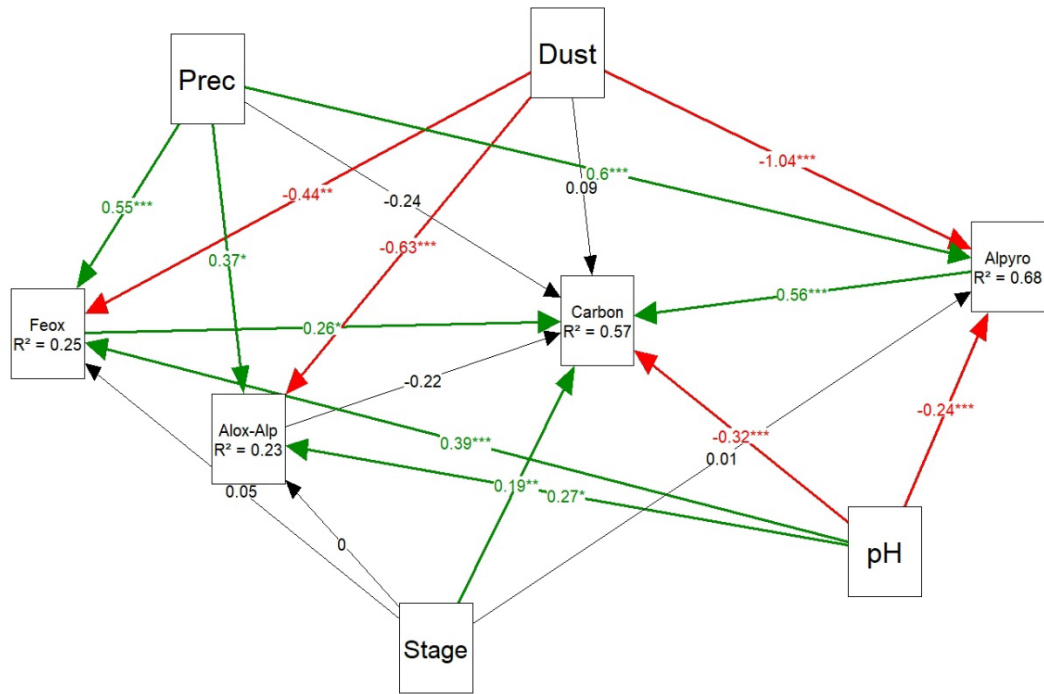 Dust
Prec
-1.04***
0.6***
0.09
-0.44**
-0.24
0.55***
-0.63***
0.37*
Alpyro
R² = 0.68
0.56***
Carbon
R² = 0.57
Feox
R² = 0.25
0.26*
-0.22
Alox-Alp
R² = 0.23
-0.24***
-0.32***
0.39***
0.01
0.19**
0.27*
0.05
0
pH
Stage